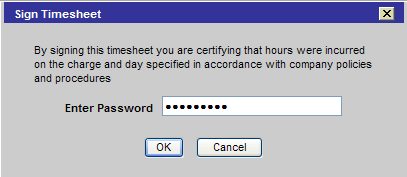 Sign Timesheet
By signing this timesheet you are certifying that hours were incurred
on the charge and day specified in accordance with company policies
and procedures
Enter Password •••••••••
OK Cancel